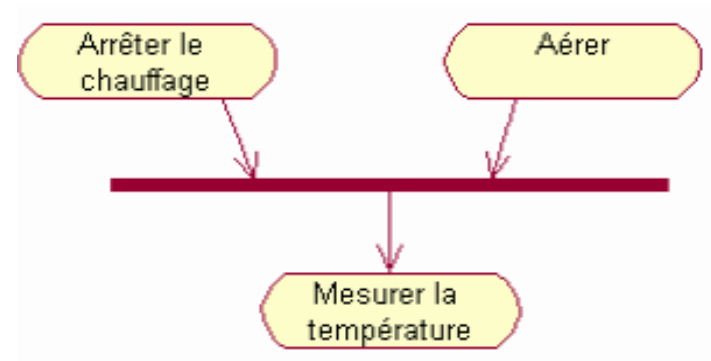 Arrêter le
chauffage
Aérer
Mesurer la
température